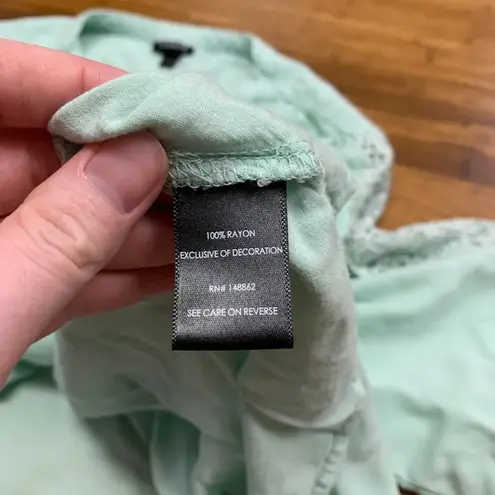 100% RAYON
EXCLUSIVE OF DECORATION
RN# 148862
SEE CARE ON REVERSE